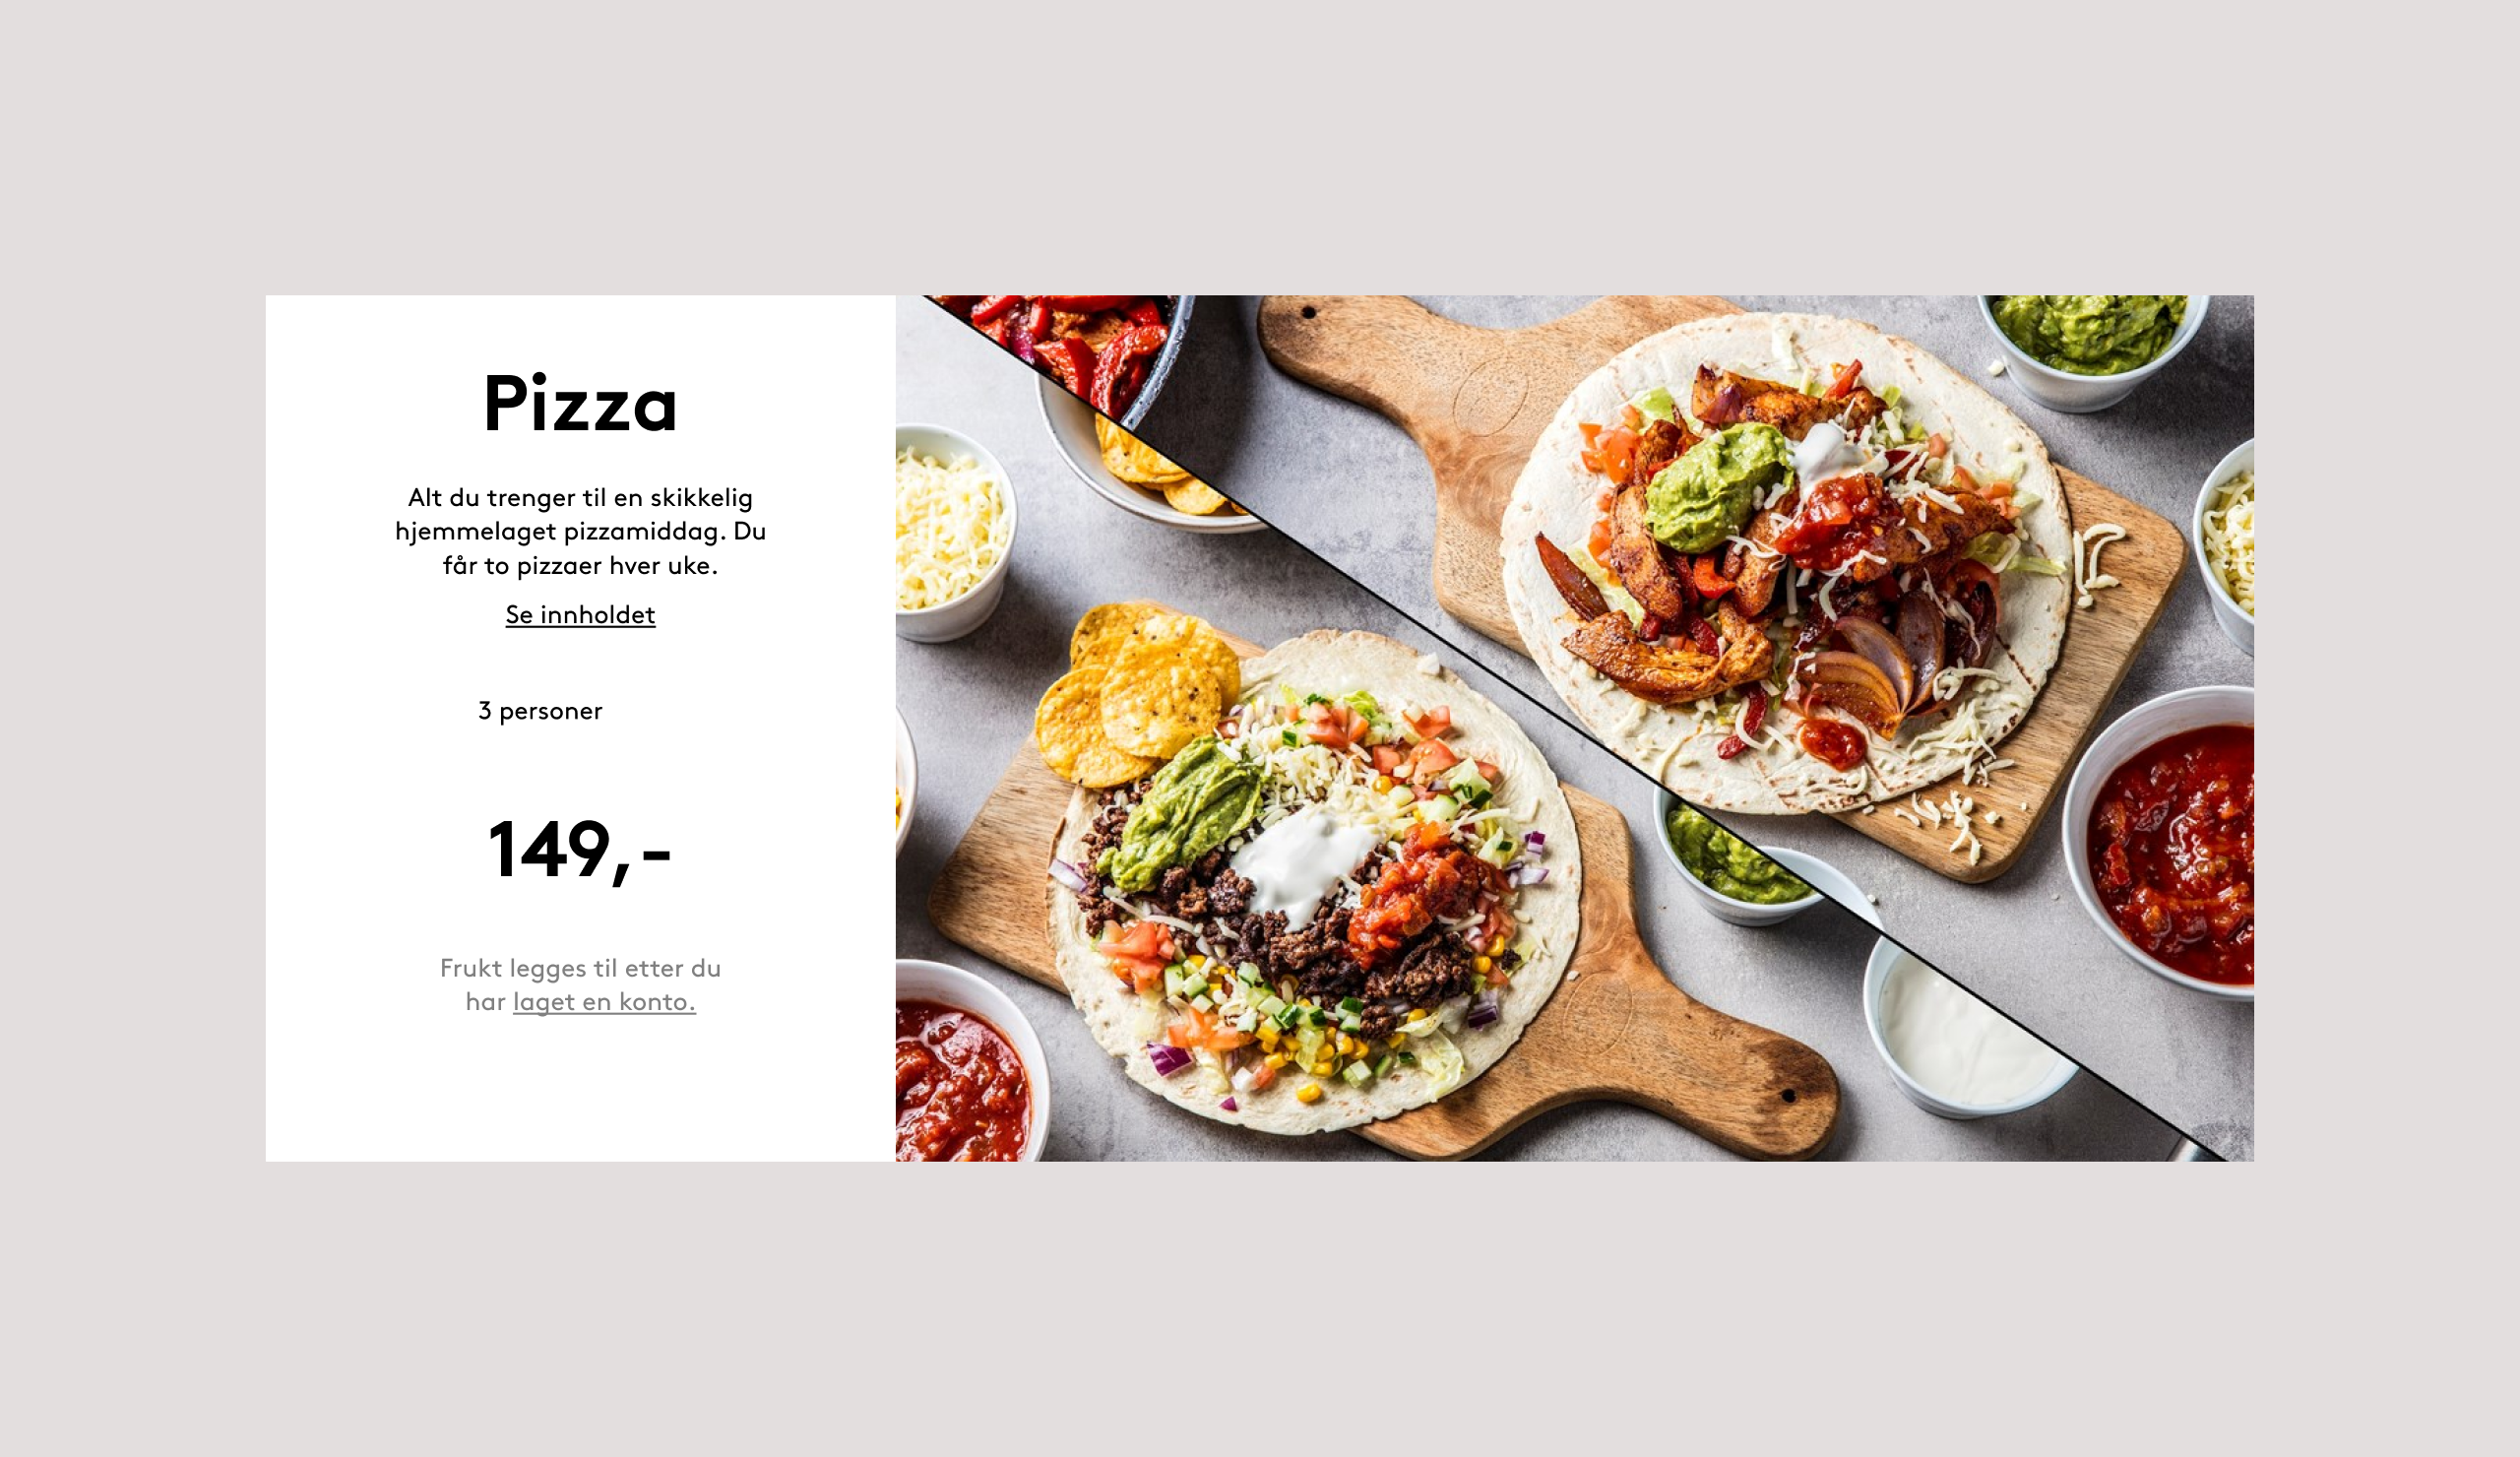 Pizza
Alt du trenger til en skikkelig
hjemmelaget pizzamiddag. Du
får to pizzaer hver uke.
Se innholdet
3 personer
149,-
Frukt legges til etter du
har laget en konto.